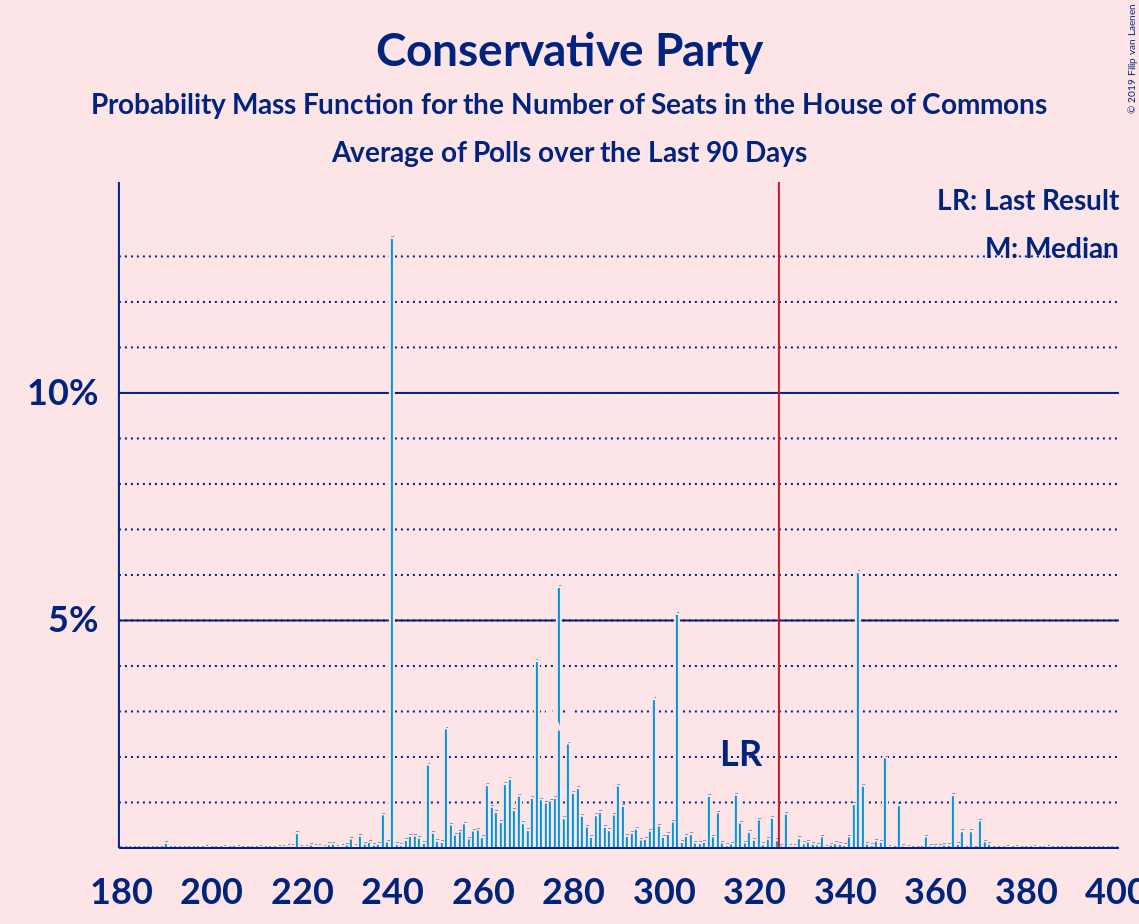 Conservative Party
Probability Mass Function for the Number of Seats in the House of Commons
Average of Polls over the Last 90 Days
© 2019 Filip van Laenen
LR: Last Result
M: Median
10%
5%
LR
180 200 220 240 260 280 300 320 340 360 380 400